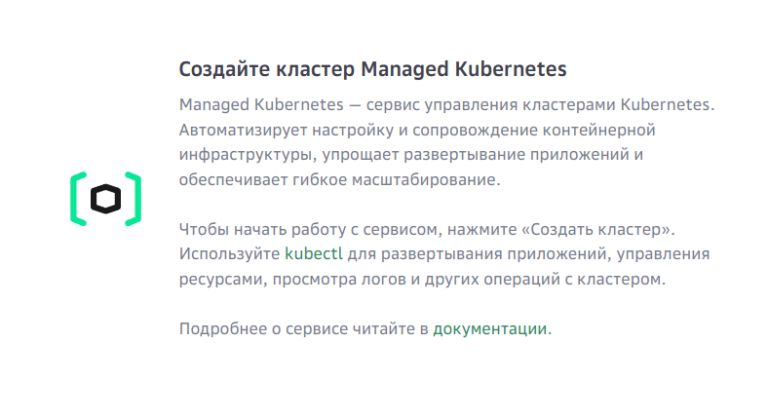 Создайте кластер Managed Kubernetes
Managed Kubernetes — сервис управления кластерами Kubernetes.
Автоматизирует настройку и сопровождение контейнерной
инфраструктуры, упрощает развертывание приложений и
обеспечивает гибкое масштабирование.
Чтобы начать работу с сервисом, нажмите «Создать кластер».
Используйте kubectl для развертывания приложений, управления
ресурсами, просмотра логов и других операций с кластером.
Подробнее о сервисе читайте в документации.